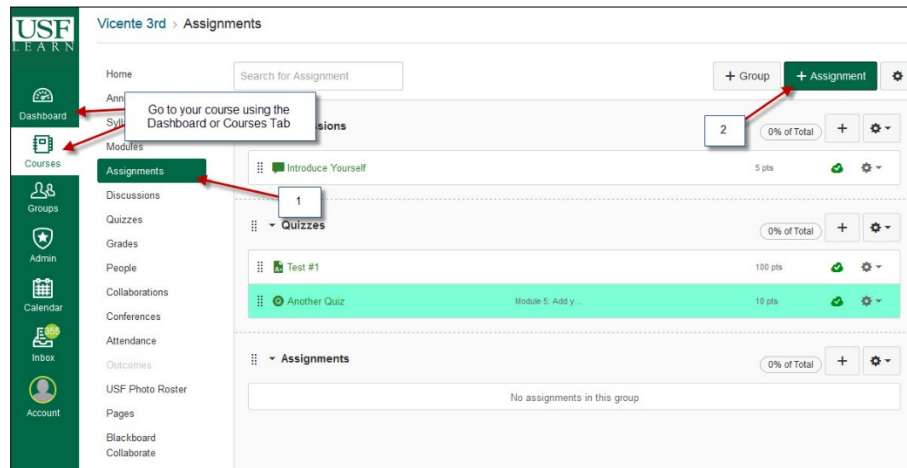 USF
LEARN
Dashboard
Courses
Groups
Admin
Calendar
355
Inbox
Account
Vicente 3rd > Assignments
Home
Ann
Syll
Modules
Assignments
Discussions
Quizzes
Grades
People
Collaborations
Conferences
Attendance
Outcomes
USF Photo Roster
Pages
Blackboard
Collaborate
Go to your course using the
Dashboard or Courses Tab
1
Search for Assignment
+ Group
+ Assignment
2
sions
0% of Total +
Introduce Yourself 5 pts
Quizzes 0% of Total +
Test #1 100 pts
Another Quiz Module 5: Add y... 10 pts
Assignments 0% of Total +
No assignments in this group